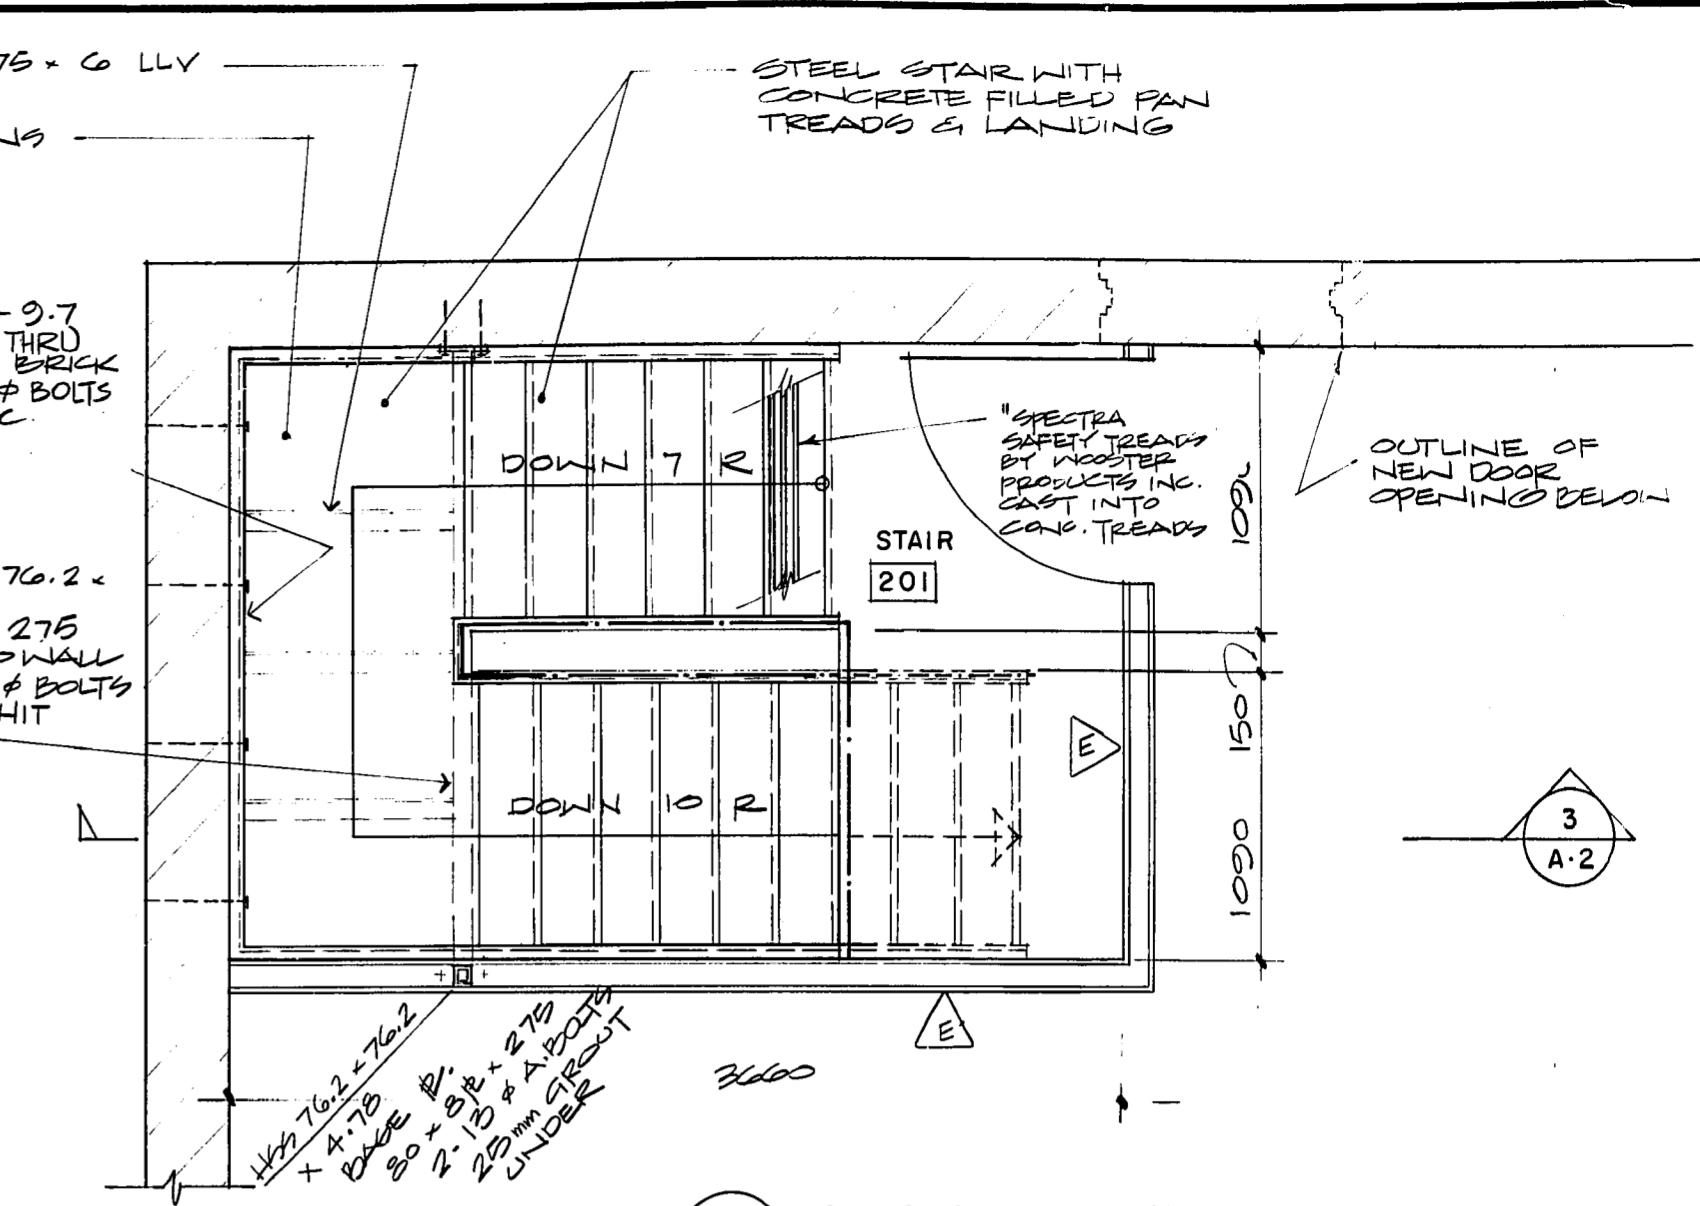 75 x 6 LLV
NS
STEEL STAIR WITH
CONCRETE FILLED PAN
TREADS & LANDING
- 9.7
THRU
BRICK
ø BOLTS
C.
76.2 x
275
WALL
ø BOLTS
HIT
DOWN 7 R
"SPECTRA
SAFETY TREADS
BY WOOSTER
PRODUCTS INC.
CAST INTO
CONC. TREADS
STAIR
201
OUTLINE OF
NEW DOOR
OPENING BELOW
150
1090
E
DOWN 10 R
3
A·2
E
3660
HSS 76.2 x 76.2
x 4.78
BASE PL.
80 x 8 PL x 275
2-13 ø A.BOLTS
25mm GROUT
UNDER